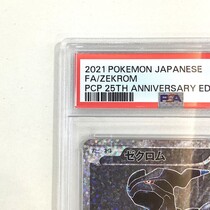 2021 POKEMON JAPANESE
FA/ZEKROM
PCP 25TH ANNIVERSARY ED
PSA
ゼクロム